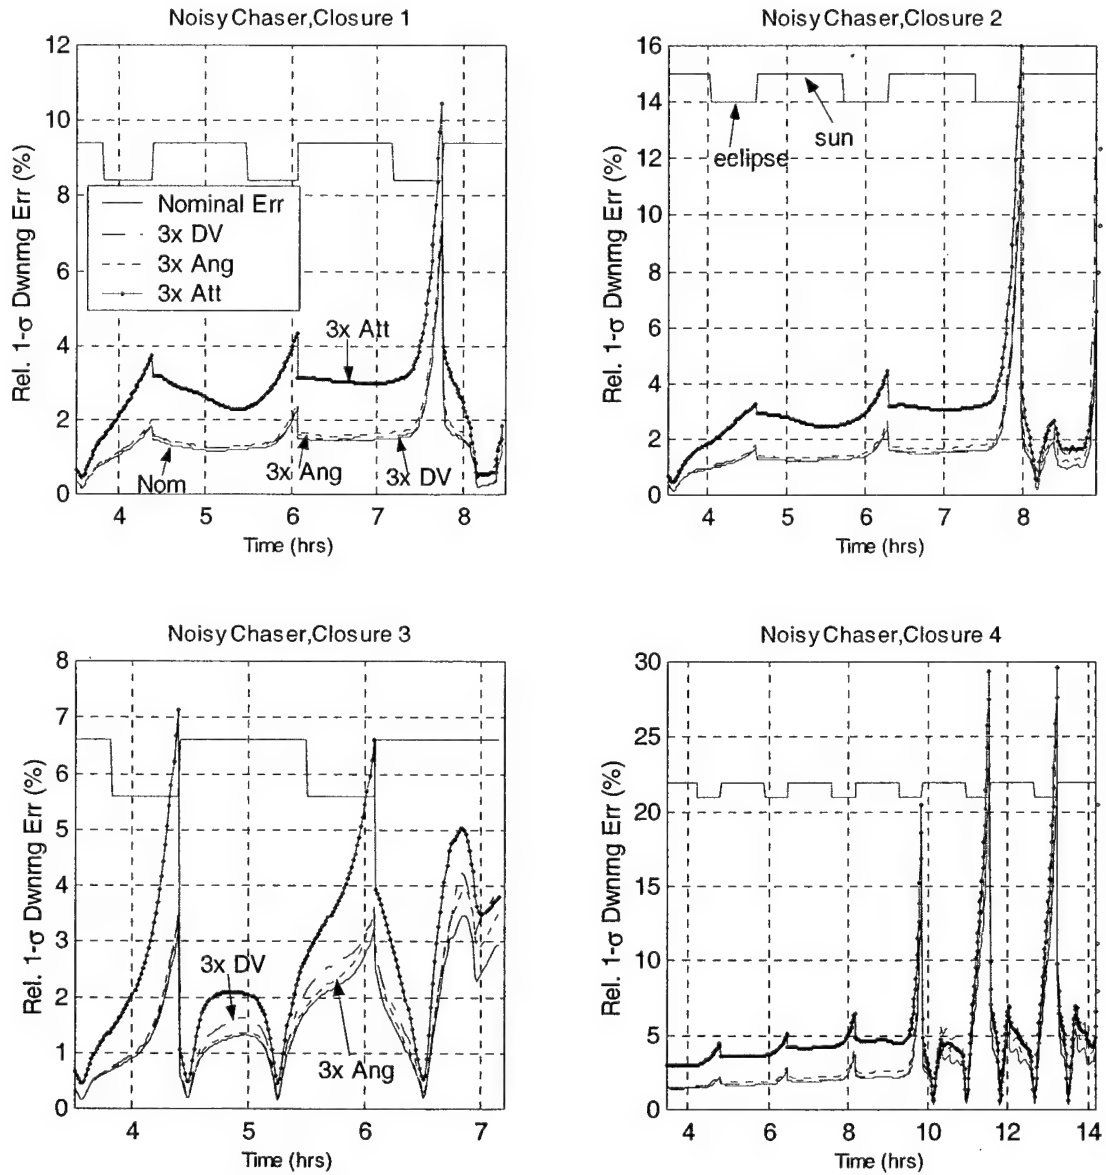 Noisy Chaser,Closure 1
12
10
8
6
4
2
0
Rel. 1-σ Dwnrng Err (%)
Nominal Err
3x DV
3x Ang
3x Att
3x Att
Nom
3x Ang
3x DV
4 5 6 7 8
Time (hrs)
Noisy Chaser,Closure 2
16
14
12
10
8
6
4
2
0
Rel. 1-σ Dwnrng Err (%)
eclipse
sun
4 5 6 7 8
Time (hrs)
Noisy Chaser,Closure 3
8
7
6
5
4
3
2
1
0
Rel. 1-σ Dwnrng Err (%)
3x DV
3x Ang
4 5 6 7
Time (hrs)
Noisy Chaser,Closure 4
30
25
20
15
10
5
0
Rel. 1-σ Dwnrng Err (%)
4 6 8 10 12 14
Time (hrs)